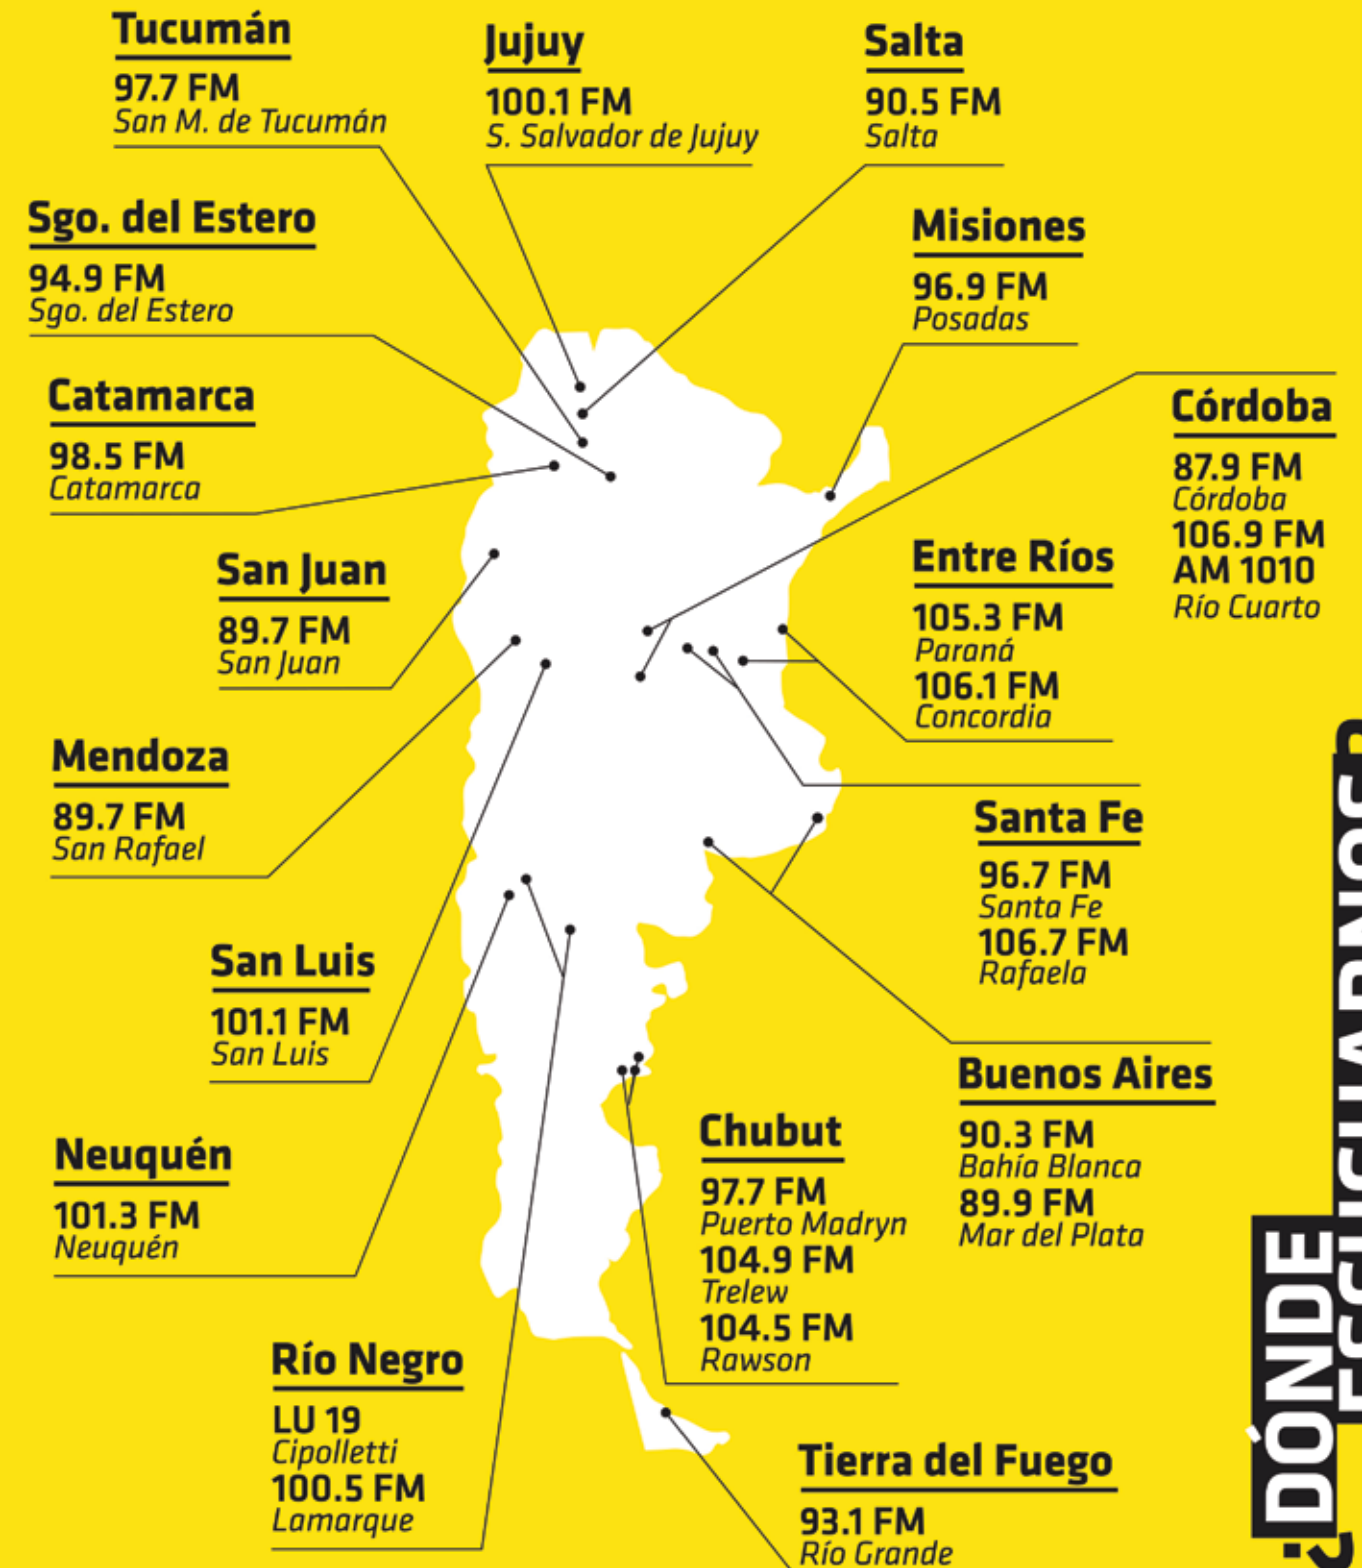 Tucumán
97.7 FM
San M. de Tucumán
Jujuy
100.1 FM
S. Salvador de Jujuy
Salta
90.5 FM
Salta
Sgo. del Estero
94.9 FM
Sgo. del Estero
Misiones
96.9 FM
Posadas
Catamarca
98.5 FM
Catamarca
Córdoba
87.9 FM
Córdoba
106.9 FM
AM 1010
Río Cuarto
San Juan
89.7 FM
San Juan
Entre Ríos
105.3 FM
Paraná
106.1 FM
Concordia
Mendoza
89.7 FM
San Rafael
Santa Fe
96.7 FM
Santa Fe
106.7 FM
Rafaela
San Luis
101.1 FM
San Luis
Buenos Aires
90.3 FM
Bahía Blanca
89.9 FM
Mar del Plata
Neuquén
101.3 FM
Neuquén
Chubut
97.7 FM
Puerto Madryn
104.9 FM
Trelew
104.5 FM
Rawson
Río Negro
LU 19
Cipolletti
100.5 FM
Lamarque
Tierra del Fuego
93.1 FM
Río Grande
¿DÓNDE